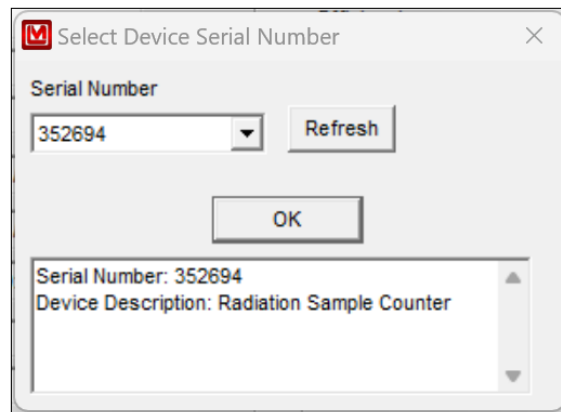 Select Device Serial Number
Serial Number
352694
Refresh
OK
Serial Number: 352694
Device Description: Radiation Sample Counter